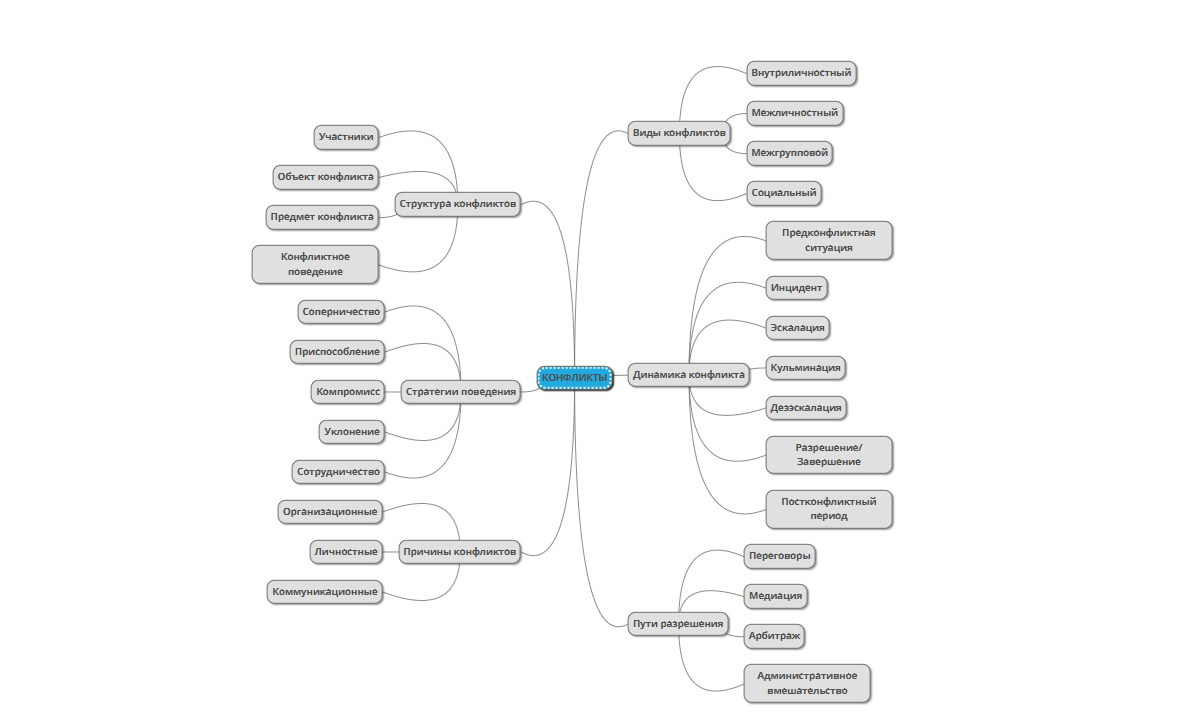 КОНФЛИКТЫ
Виды конфликтов
Внутриличностный
Межличностный
Межгрупповой
Социальный
Динамика конфликта
Предконфликтная
ситуация
Инцидент
Эскалация
Кульминация
Деээскалация
Разрешение/
Завершение
Постконфликтный
период
Пути разрешения
Переговоры
Медиация
Арбитраж
Административное
вмешательство
Структура конфликтов
Участники
Объект конфликта
Предмет конфликта
Конфликтное
поведение
Стратегии поведения
Соперничество
Приспособление
Компромисс
Уклонение
Сотрудничество
Причины конфликтов
Организационные
Личностные
Коммуникационные